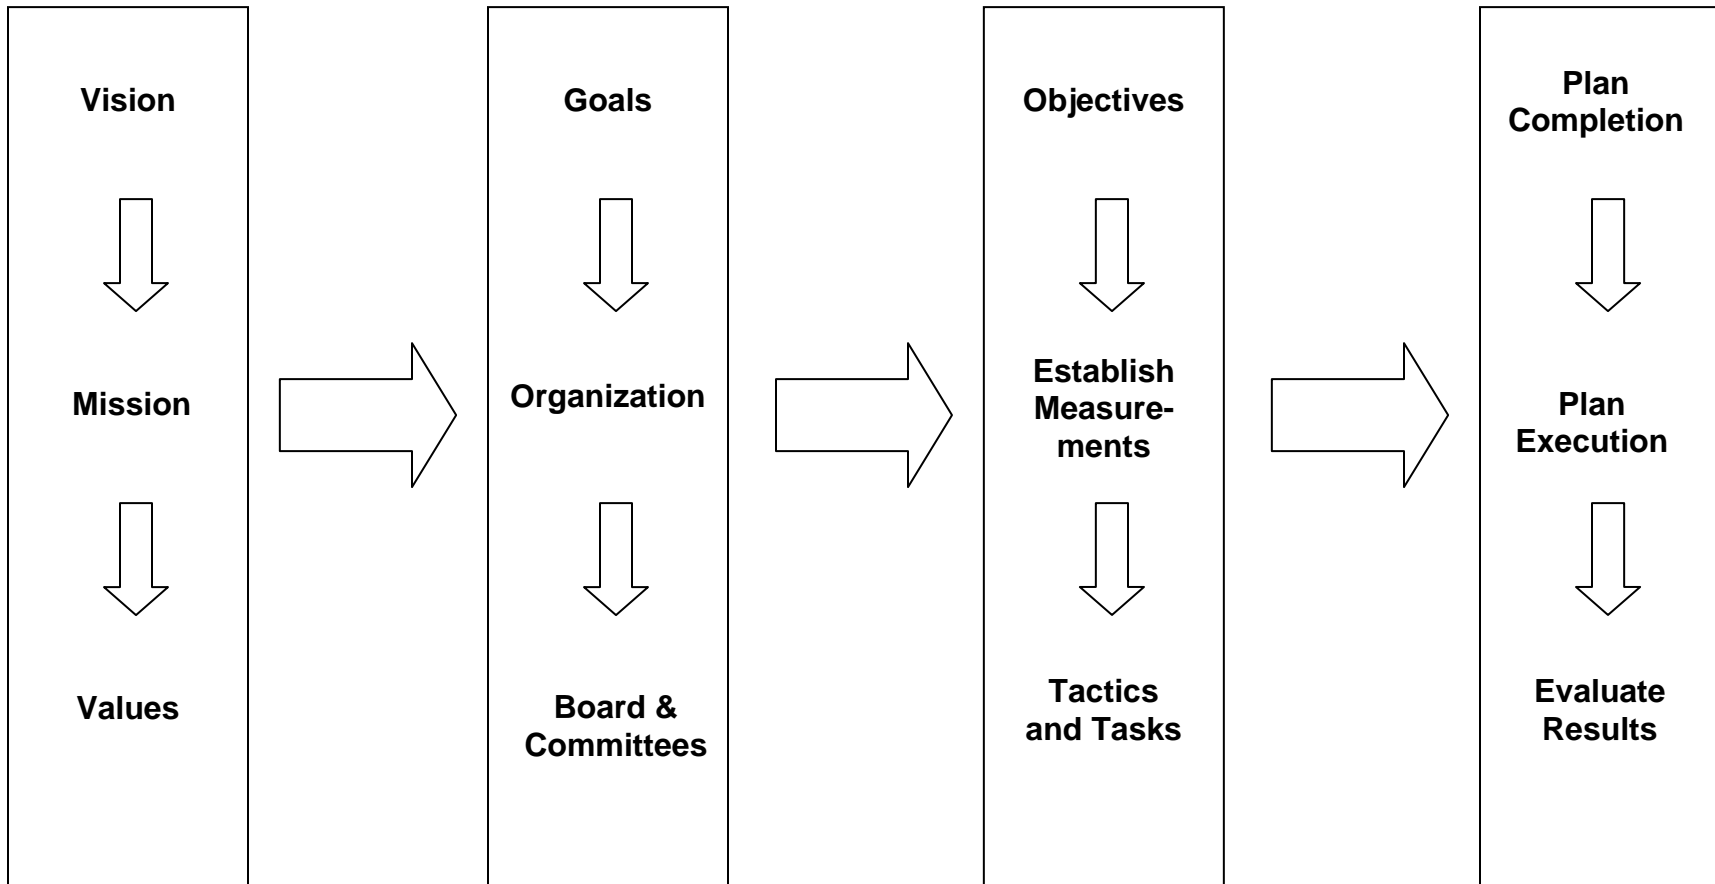 Vision
Mission
Values
Goals
Organization
Board &
Committees
Objectives
Establish
Measure-
ments
Tactics
and Tasks
Plan
Completion
Plan
Execution
Evaluate
Results